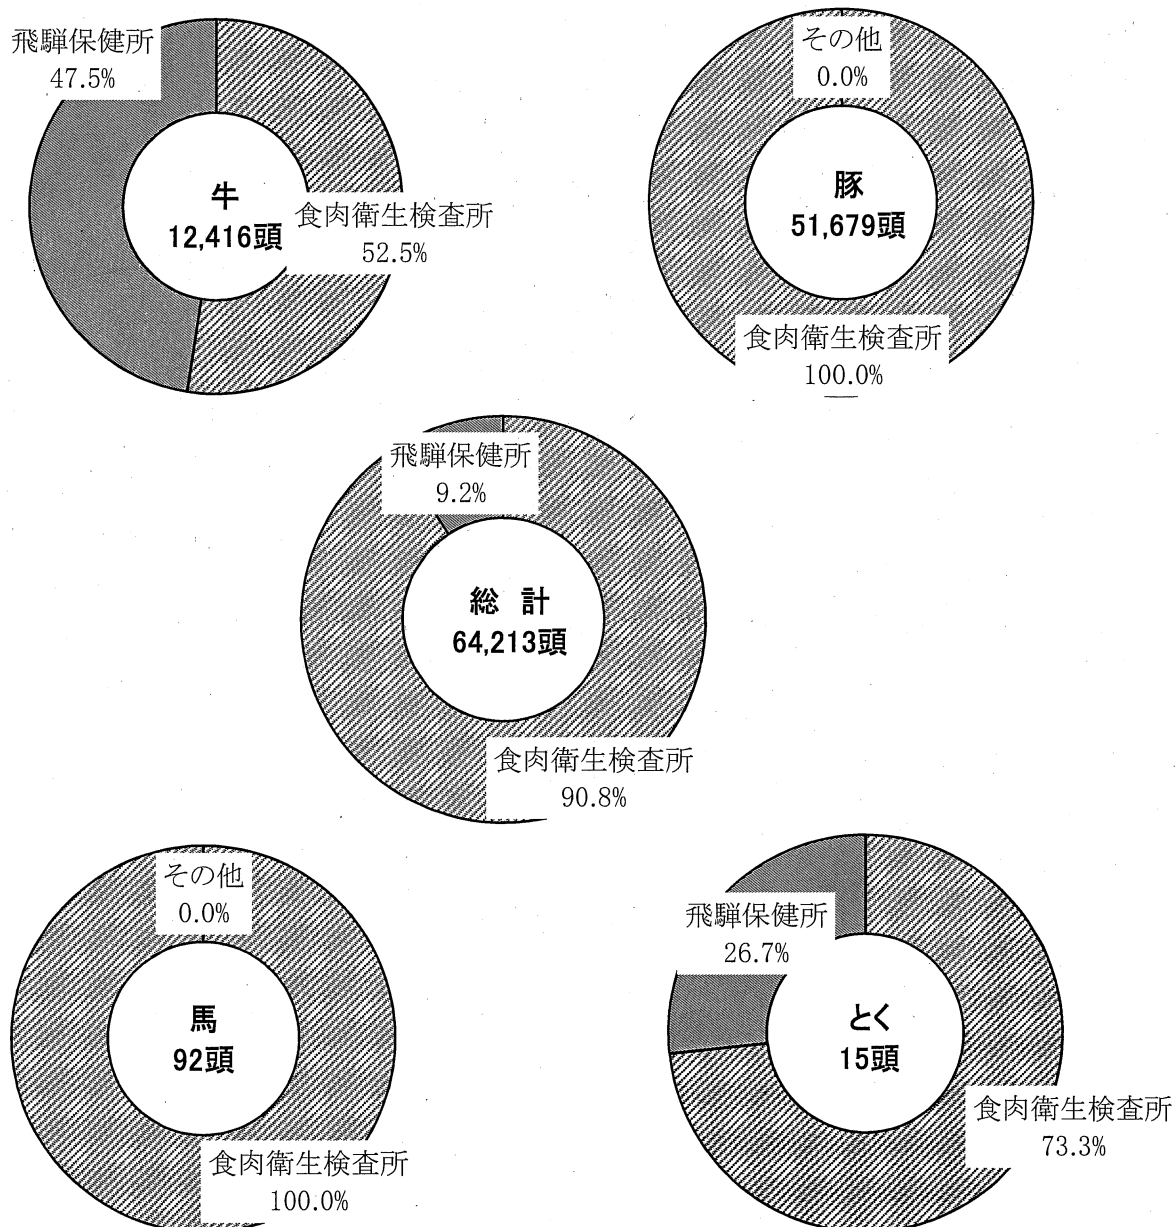 飛騨保健所
47.5%
牛
12,416頭
食肉衛生検査所
52.5%
その他
0.0%
豚
51,679頭
食肉衛生検査所
100.0%
飛騨保健所
9.2%
総 計
64,213頭
食肉衛生検査所
90.8%
その他
0.0%
馬
92頭
食肉衛生検査所
100.0%
飛騨保健所
26.7%
とく
15頭
食肉衛生検査所
73.3%